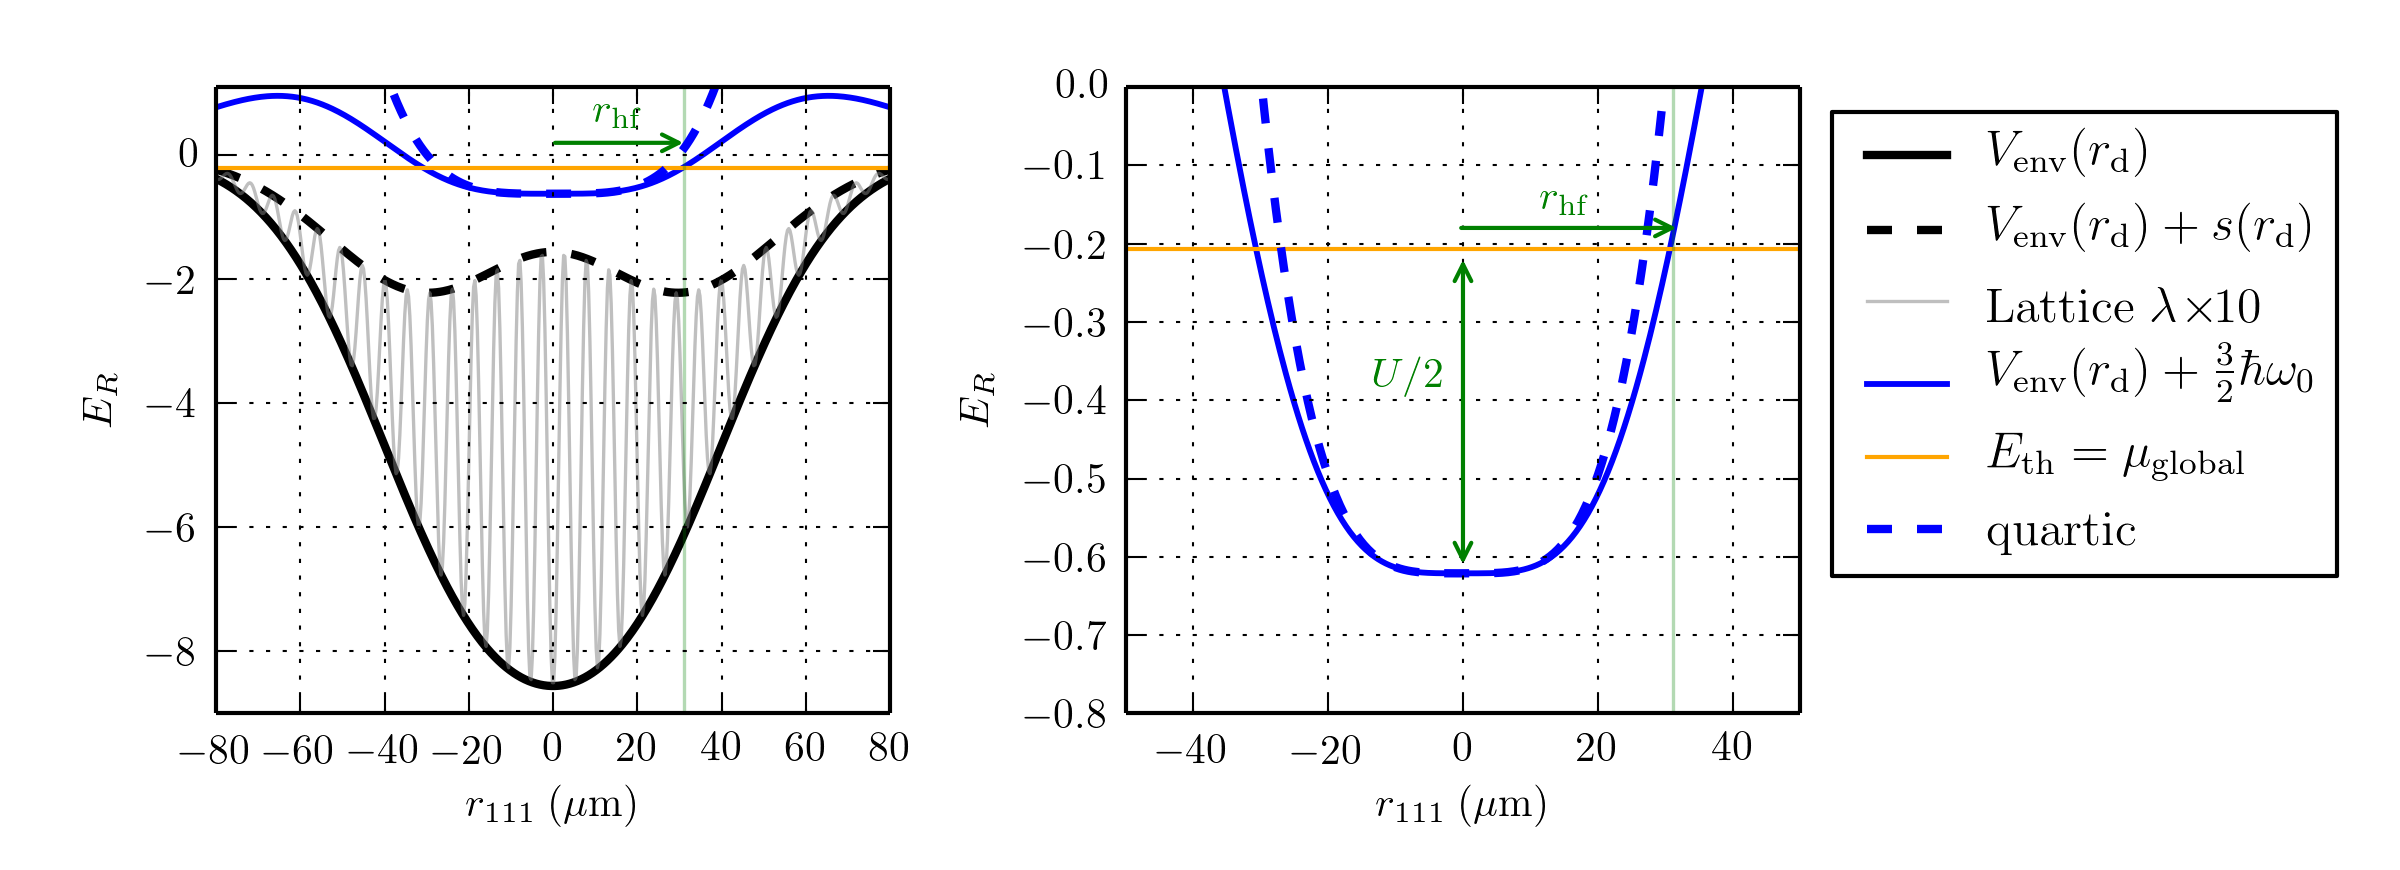 0
−2
−4
−6
−8
E_R
−80 −60 −40 −20 0 20 40 60 80
r₁₁₁ (μm)
r_hf
0.0
−0.1
−0.2
−0.3
−0.4
−0.5
−0.6
−0.7
−0.8
E_R
−40 −20 0 20 40
r₁₁₁ (μm)
r_hf
U/2
V_env(r_d)
V_env(r_d) + s(r_d)
Lattice λ×10
V_env(r_d) + 3/2 ħω₀
E_th = μ_global
quartic